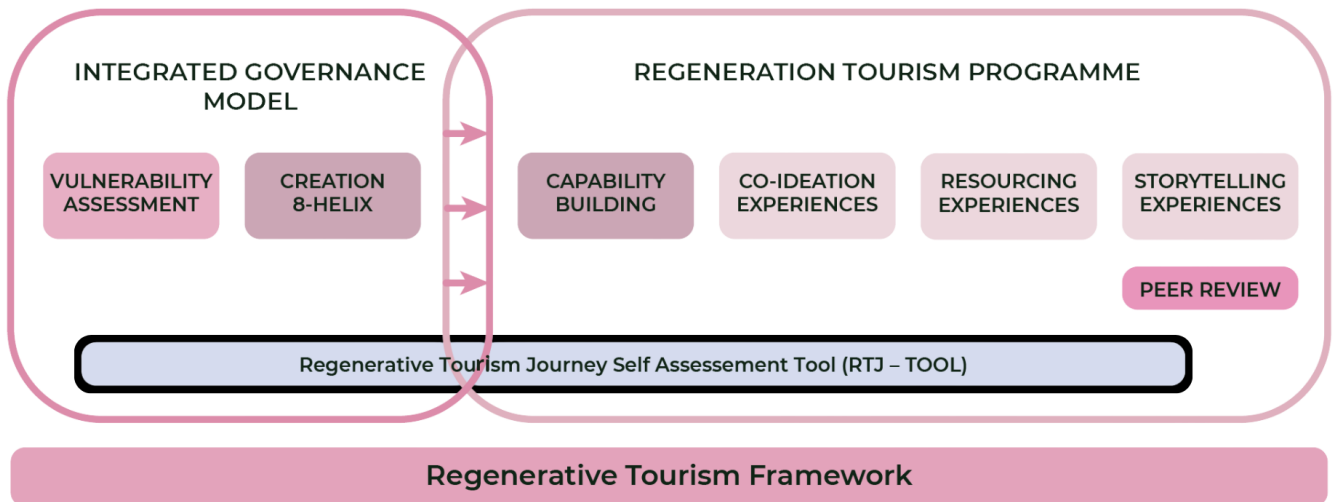 INTEGRATED GOVERNANCE
MODEL
VULNERABILITY
ASSESSMENT
CREATION
8-HELIX
REGENERATION TOURISM PROGRAMME
CAPABILITY
BUILDING
CO-IDEATION
EXPERIENCES
RESOURCING
EXPERIENCES
STORYTELLING
EXPERIENCES
PEER REVIEW
Regenerative Tourism Journey Self Assessement Tool (RTJ – TOOL)
Regenerative Tourism Framework